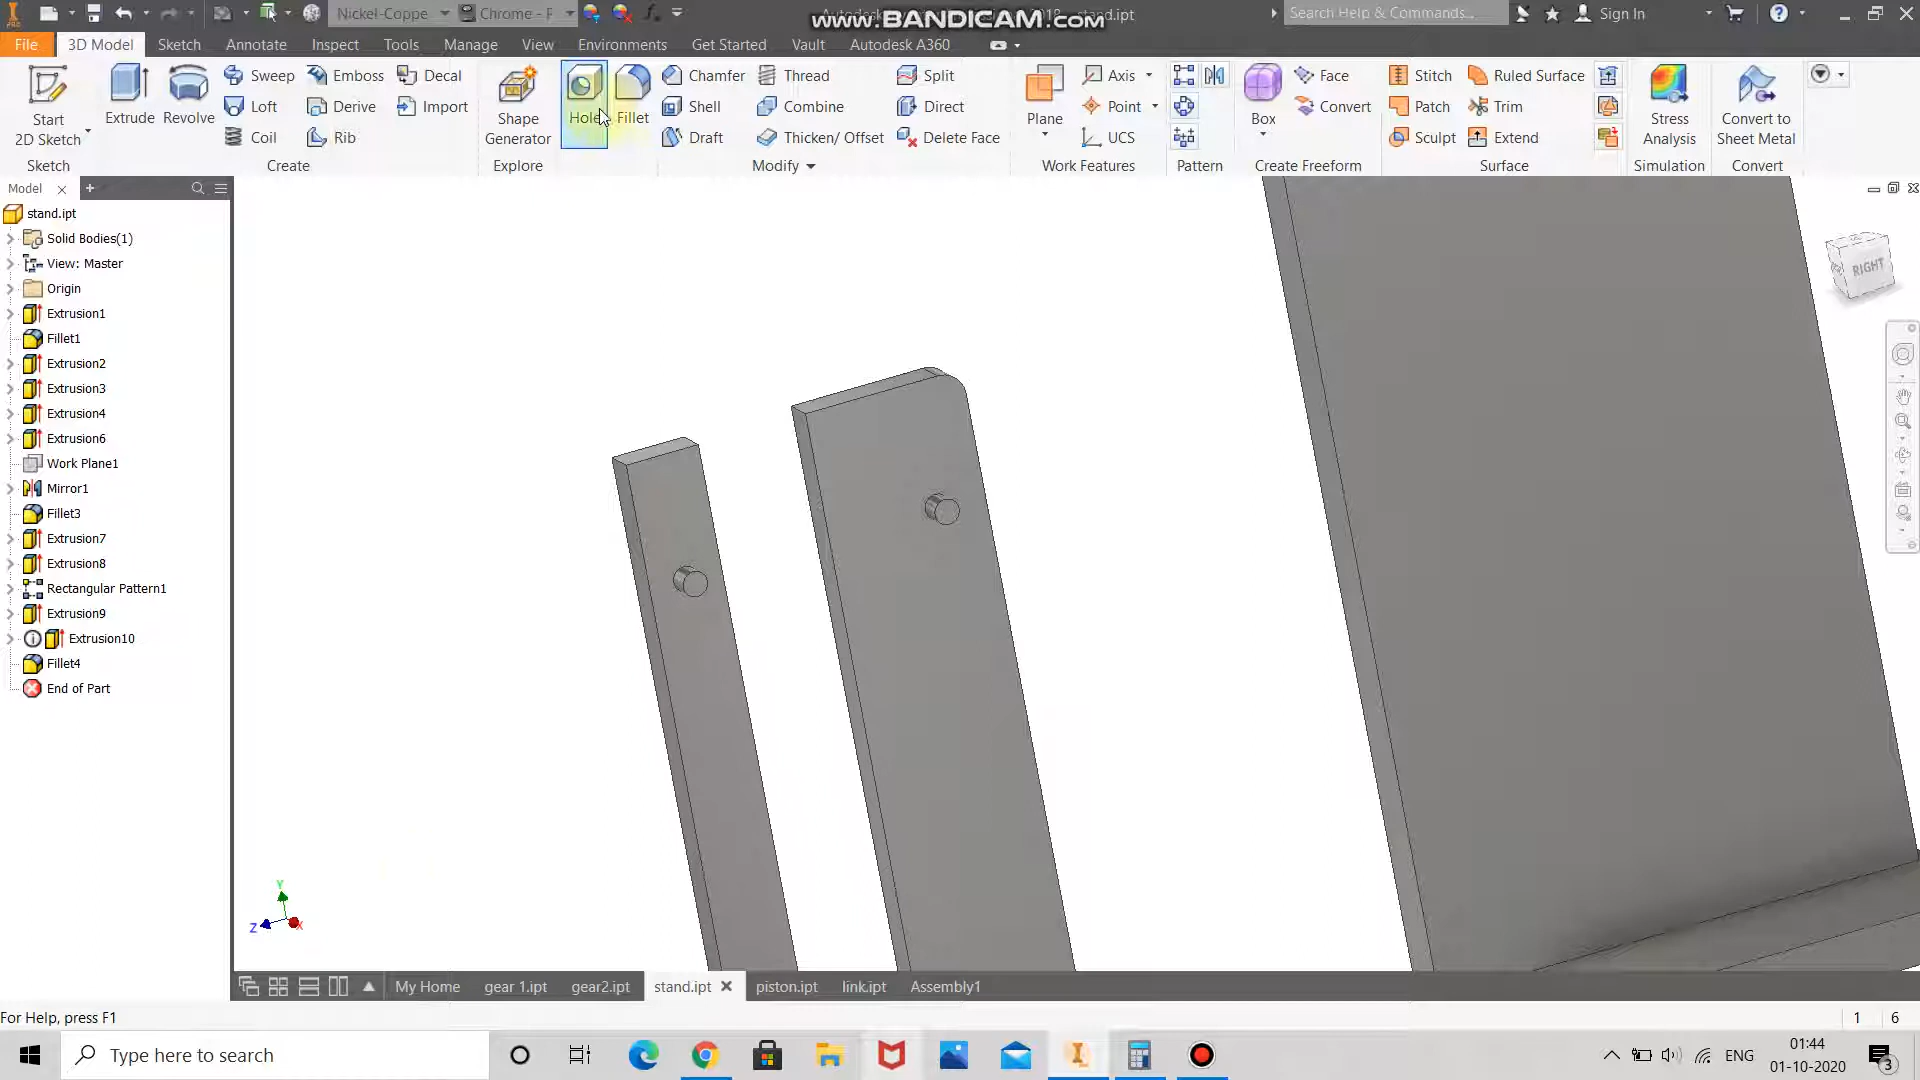 Nickel-Coppe
Chrome - P
www.BANDICAM.com
stand.ipt
Search Help & Commands...
Sign In
File
3D Model
Sketch
Annotate
Inspect
Tools
Manage
View
Environments
Get Started
Vault
Autodesk A360
Start
2D Sketch
Extrude
Revolve
Sweep
Loft
Coil
Emboss
Derive
Rib
Decal
Import
Shape
Generator
Hole
Fillet
Chamfer
Shell
Draft
Thread
Combine
Thicken/ Offset
Split
Direct
Delete Face
Plane
Axis
Point
UCS
Box
Face
Convert
Stitch
Patch
Sculpt
Ruled Surface
Trim
Extend
Stress
Analysis
Convert to
Sheet Metal
Sketch
Create
Explore
Modify
Work Features
Pattern
Create Freeform
Surface
Simulation
Convert
Model
stand.ipt
Solid Bodies(1)
View: Master
Origin
Extrusion1
Fillet1
Extrusion2
Extrusion3
Extrusion4
Extrusion6
Work Plane1
Mirror1
Fillet3
Extrusion7
Extrusion8
Rectangular Pattern1
Extrusion9
Extrusion10
Fillet4
End of Part
RIGHT
Y
Z
X
My Home
gear 1.ipt
gear2.ipt
stand.ipt
piston.ipt
link.ipt
Assembly1
For Help, press F1
1
6
Type here to search
ENG
01:44
01-10-2020
3